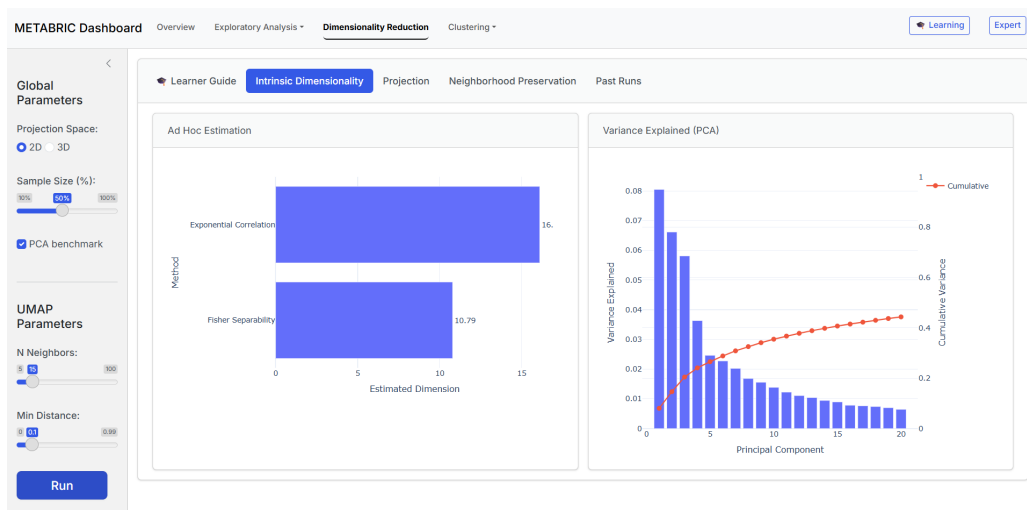 METABRIC Dashboard Overview Exploratory Analysis Dimensionality Reduction Clustering Learning Expert
Global
Parameters
Projection Space:
2D 3D
Sample Size (%):
10% 50% 100%
PCA benchmark
UMAP
Parameters
N Neighbors:
5 15 100
Min Distance:
0 0.1 0.99
Run
Learner Guide Intrinsic Dimensionality Projection Neighborhood Preservation Past Runs
Ad Hoc Estimation
Method
Exponential Correlation 16.
Fisher Separability 10.79
0 5 10 15
Estimated Dimension
Variance Explained (PCA)
Cumulative
Variance Explained
0.08
0.07
0.06
0.05
0.04
0.03
0.02
0.01
0
1
0.8
0.6
0.4
0.2
0
Cumulative Variance
0 5 10 15 20
Principal Component